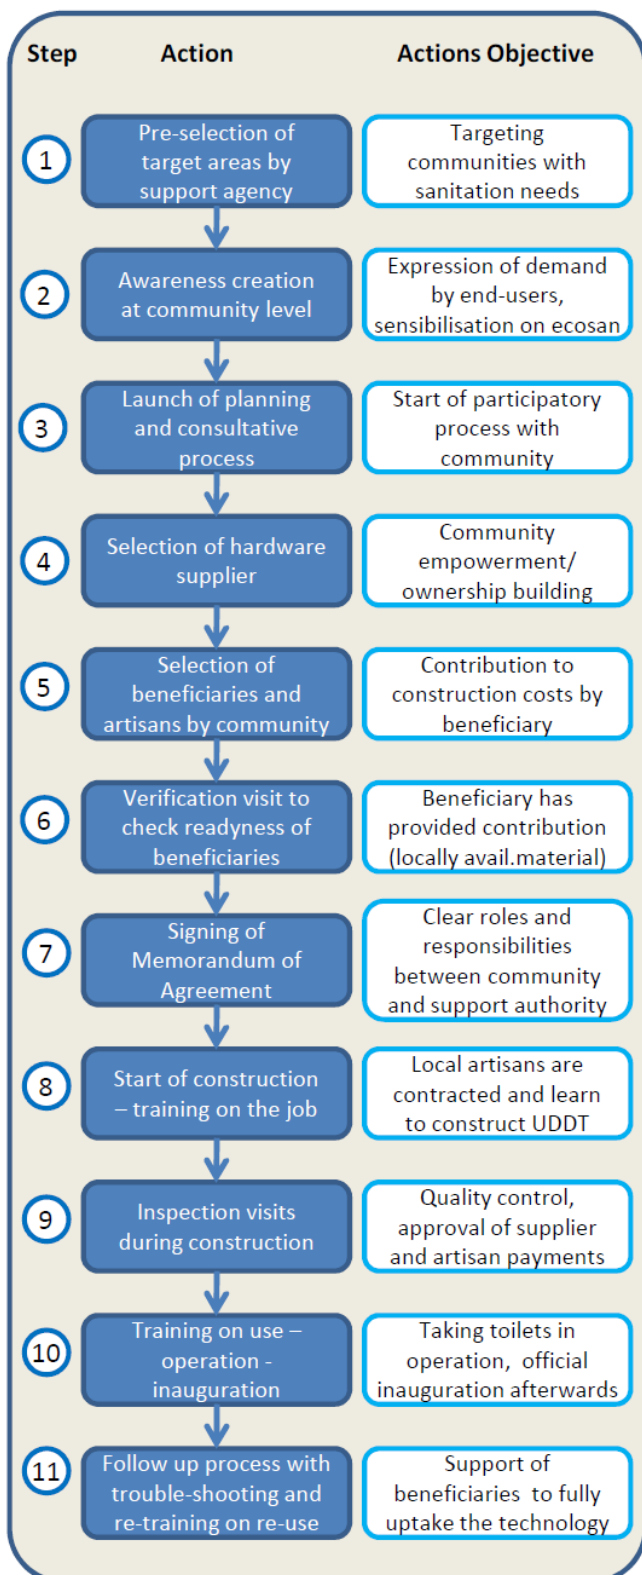 Step Action Actions Objective
1
Pre-selection of
target areas by
support agency
Targeting
communities with
sanitation needs
2
Awareness creation
at community level
Expression of demand
by end-users,
sensibilisation on ecosan
3
Launch of planning
and consultative
process
Start of participatory
process with
community
4
Selection of hardware
supplier
Community
empowerment/
ownership building
5
Selection of
beneficiaries and
artisans by community
Contribution to
construction costs by
beneficiary
6
Verification visit to
check readyness of
beneficiaries
Beneficiary has
provided contribution
(locally avail.material)
7
Signing of
Memorandum of
Agreement
Clear roles and
responsibilities
between community
and support authority
8
Start of construction
– training on the job
Local artisans are
contracted and learn
to construct UDDT
9
Inspection visits
during construction
Quality control,
approval of supplier
and artisan payments
10
Training on use –
operation -
inauguration
Taking toilets in
operation, official
inauguration afterwards
11
Follow up process with
trouble-shooting and
re-training on re-use
Support of
beneficiaries to fully
uptake the technology